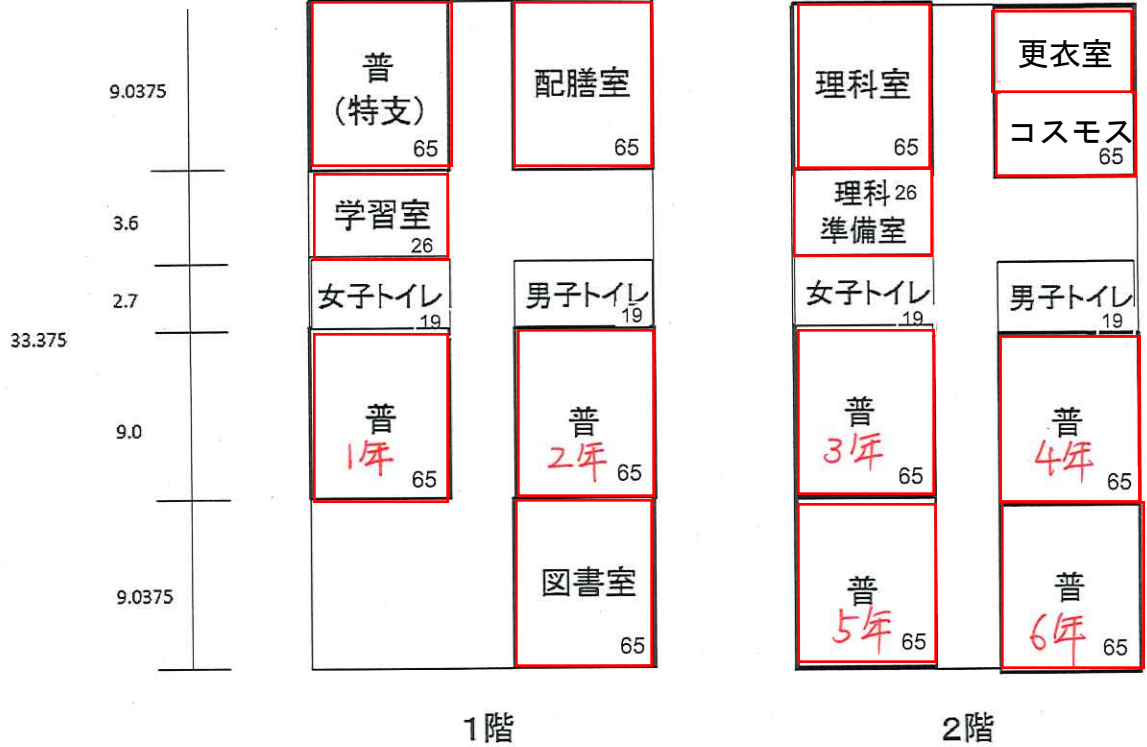 9.0375
3.6
2.7
33.375
9.0
9.0375
普
(特支)
65
配膳室
65
学習室
26
女子トイレ
19
男子トイレ
19
普
1年
65
普
2年
65
図書室
65
1階
理科室
65
更衣室
コスモス
65
理科 26
準備室
女子トイレ
19
男子トイレ
19
普
3年
65
普
4年
65
普
5年
65
普
6年
65
2階